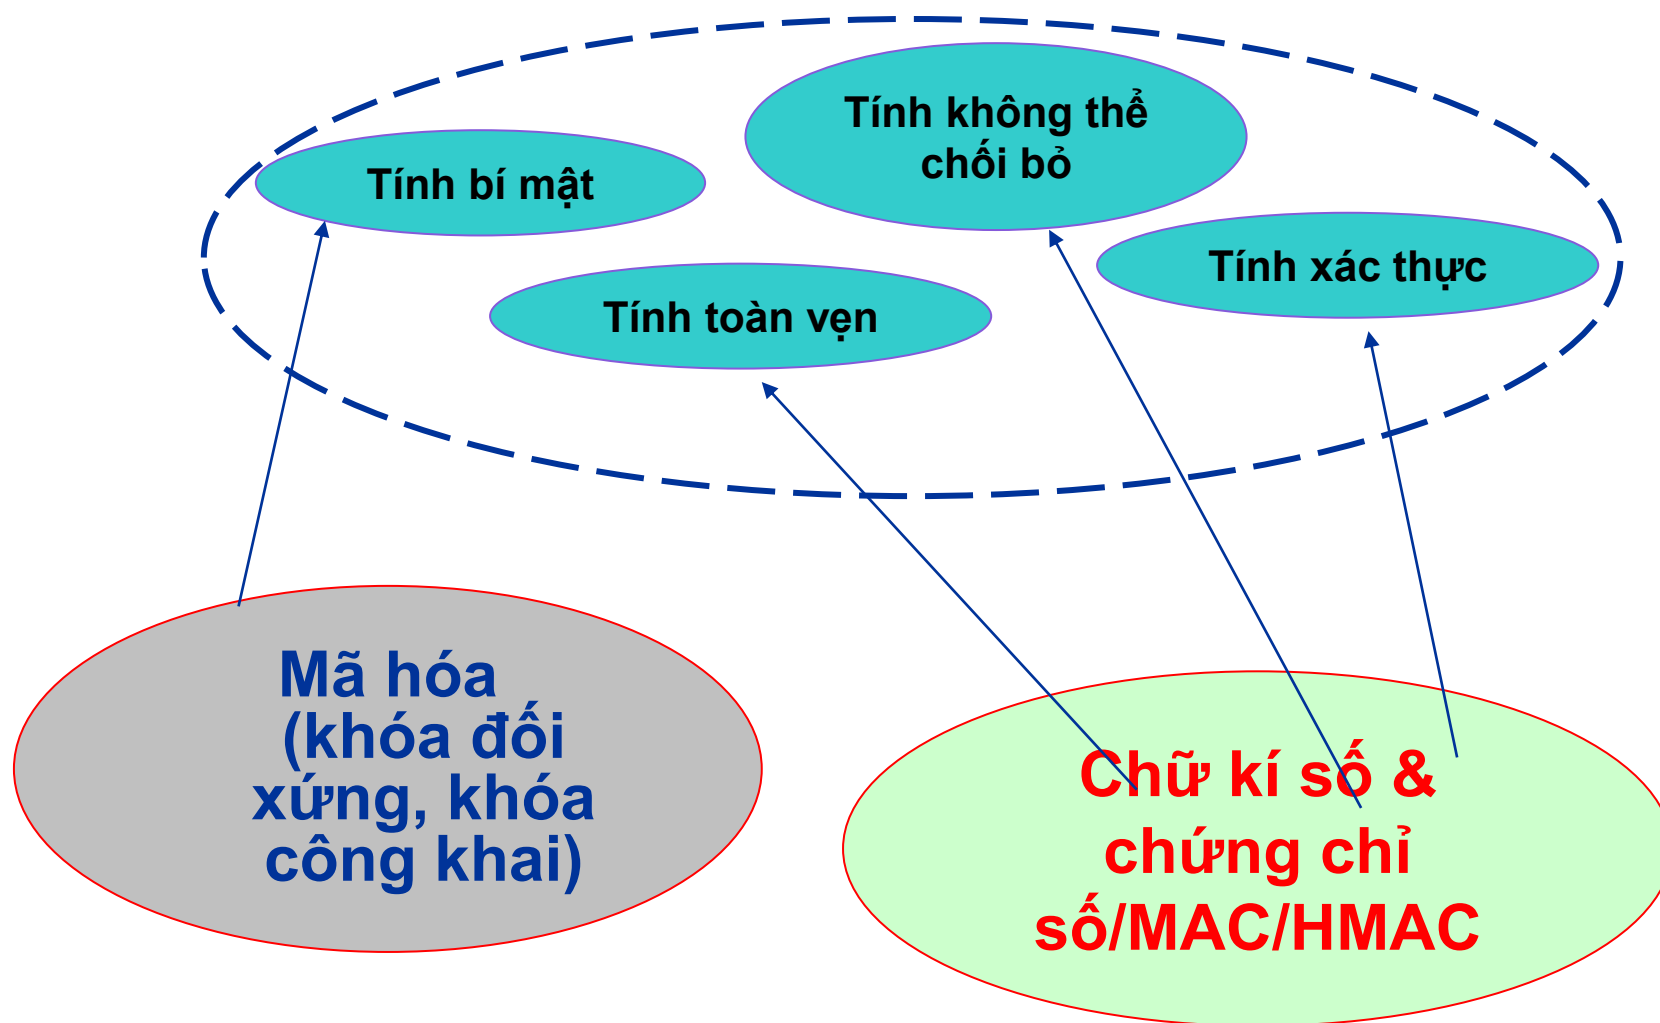 Tính không thể
chối bỏ
Tính bí mật
Tính xác thực
Tính toàn vẹn
Mã hóa
(khóa đối
xứng, khóa
công khai)
Chữ kí số &
chứng chỉ
số/MAC/HMAC